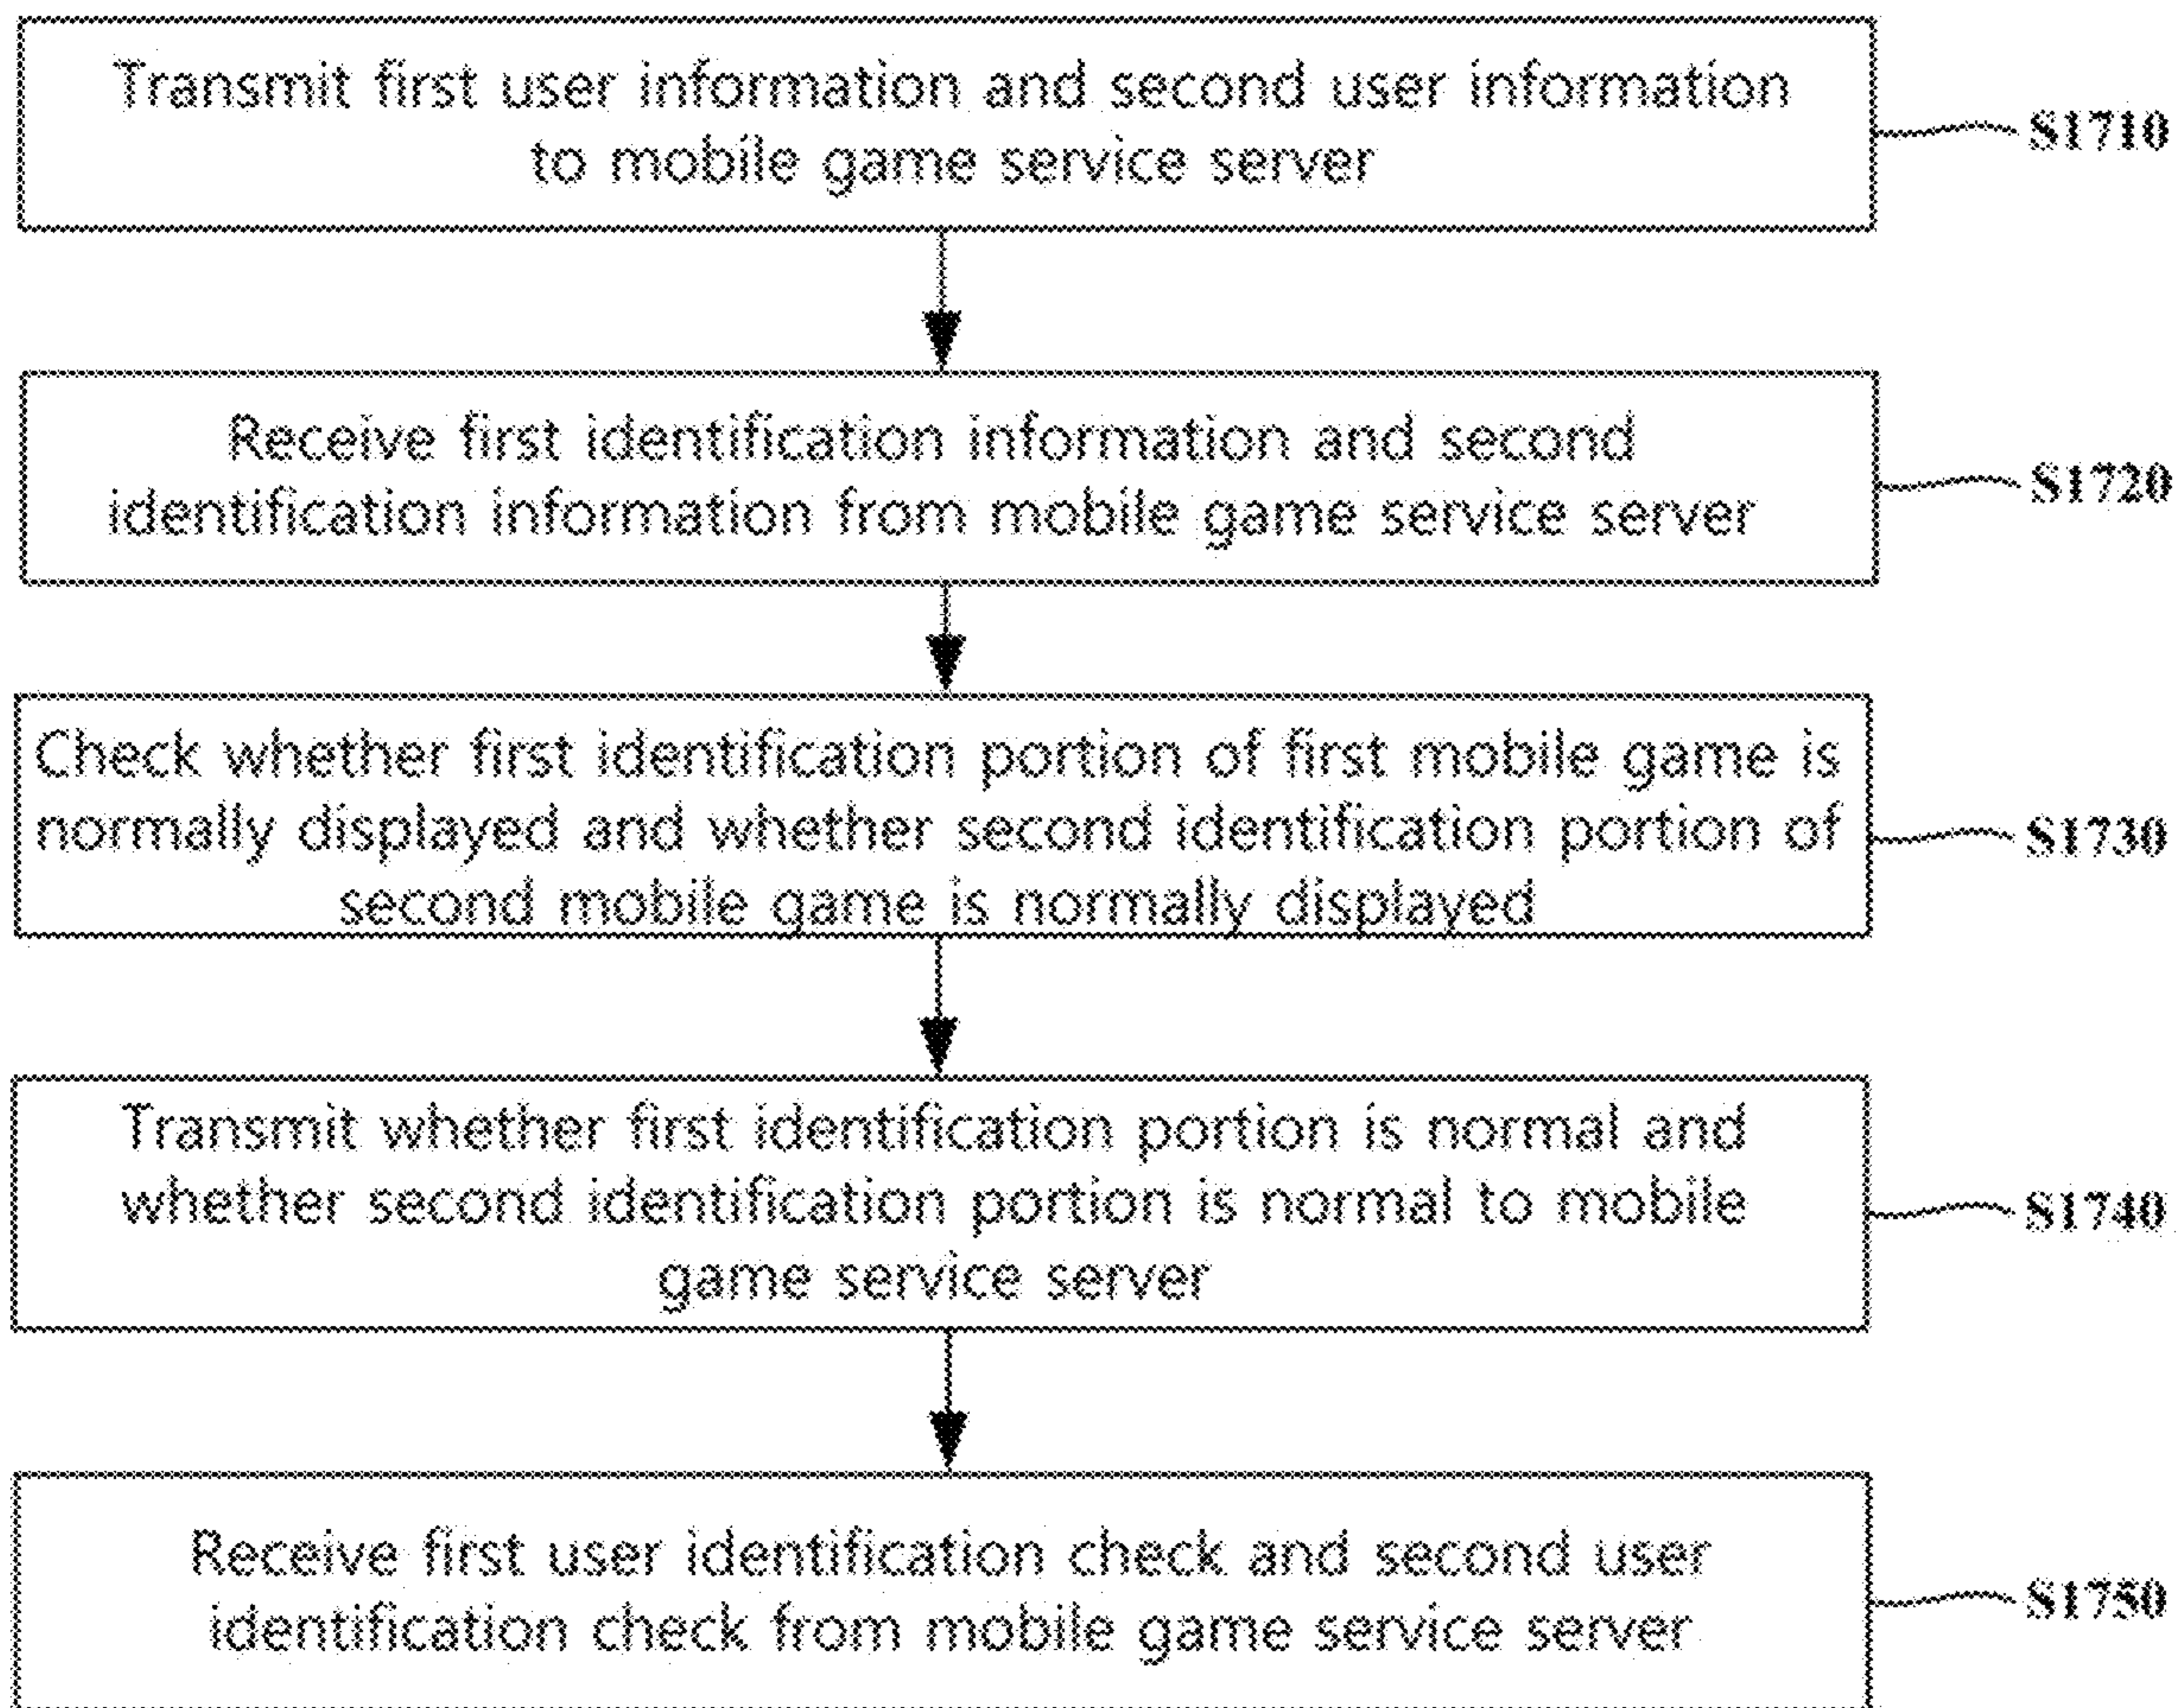 Transmit first user information and second user information
to mobile game service server
S1710
Receive first identification information and second
identification information from mobile game service server
S1720
Check whether first identification portion of first mobile game is
normally displayed and whether second identification portion of
second mobile game is normally displayed
S1730
Transmit whether first identification portion is normal and
whether second identification portion is normal to mobile
game service server
S1740
Receive first user identification check and second user
identification check from mobile game service server
S1750